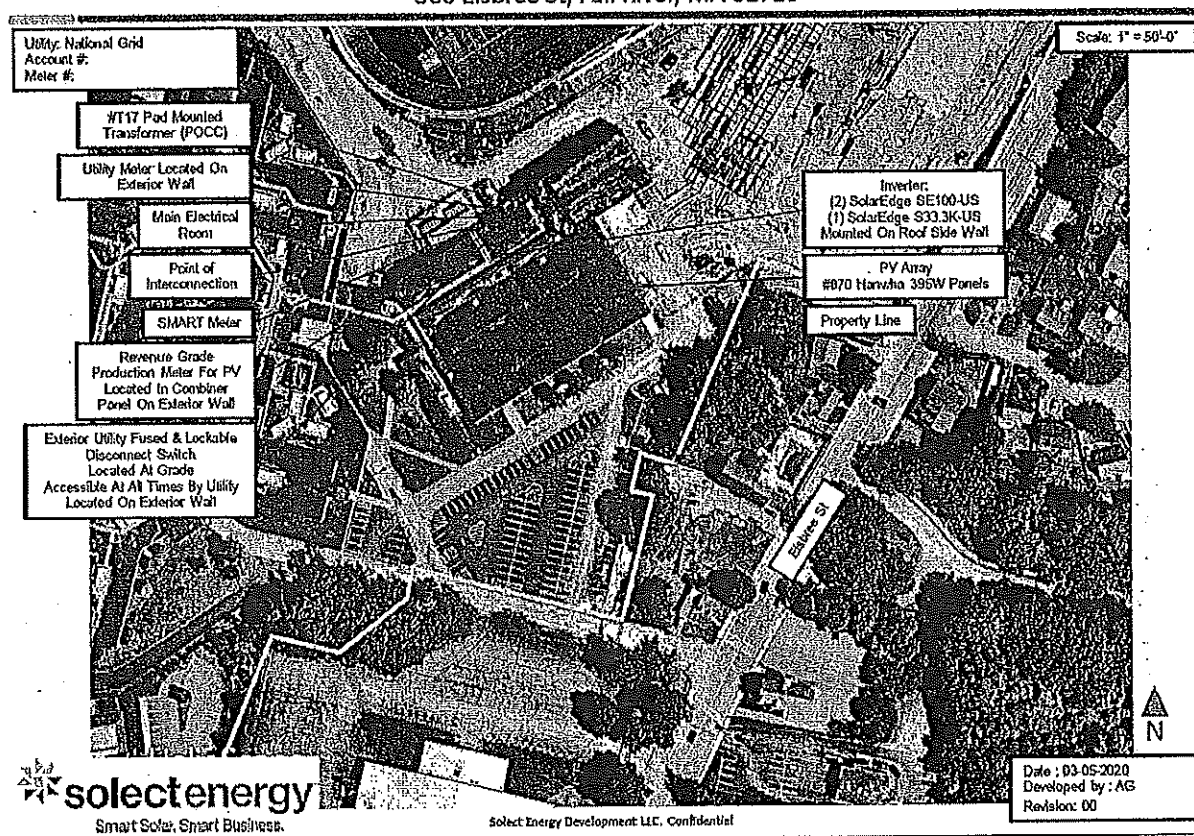 Utility: National Grid
Account #:
Meter #:
Scale: 1" = 50'-0"
#T17 Pad Mounted
Transformer (POCC)
Utility Meter Located On
Exterior Wall
Main Electrical
Room
Point of
Interconnection
SMART Meter
Revenue Grade
Production Meter For PV
Located In Combiner
Panel On Exterior Wall
Exterior Utility Fused & Lockable
Disconnect Switch
Located At Grade
Accessible At All Times By Utility
Located On Exterior Wall
Inverter:
(2) SolarEdge SE100-US
(1) SolarEdge S33.3K-US
Mounted On Roof Side Wall
PV Array
#870 Hanwha 395W Panels
Property Line
Elsbree St
N
solectenergy
Smart Solar. Smart Business.
Solect Energy Development LLC. Confidential
Date : 03-05-2020
Developed by : AG
Revision: 00